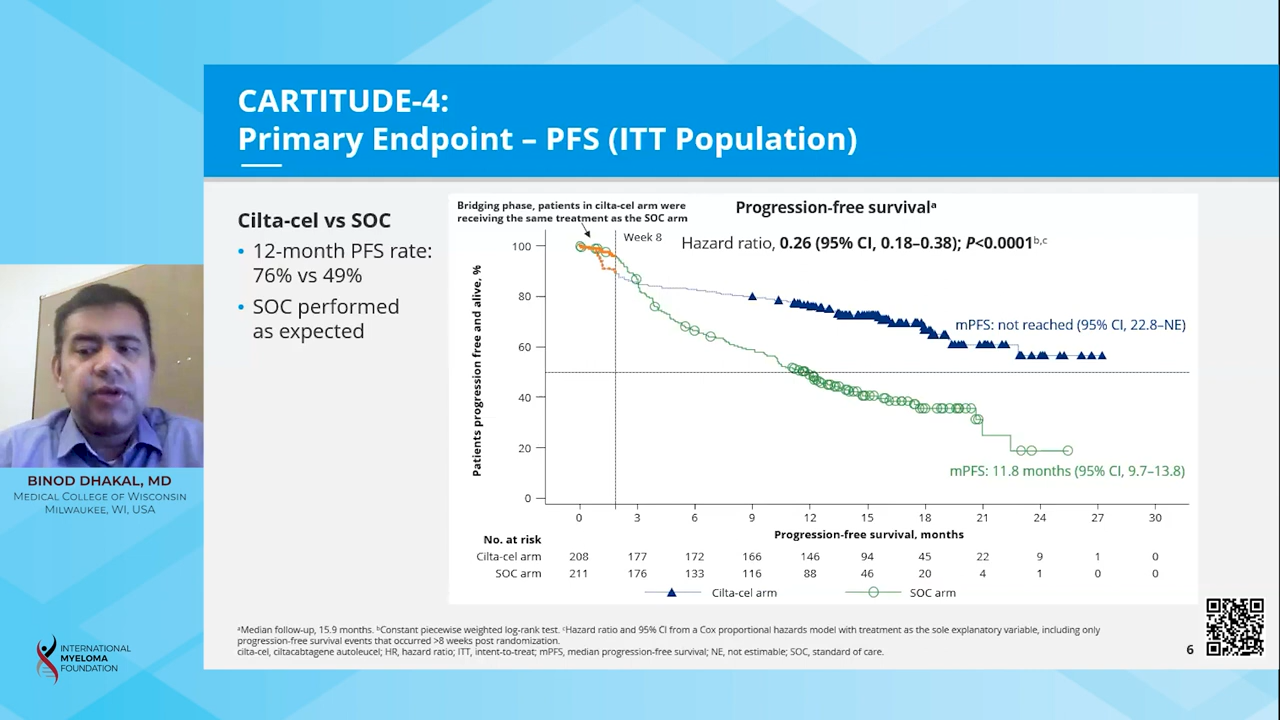 CARTITUDE-4:
Primary Endpoint – PFS (ITT Population)
Cilta-cel vs SOC
• 12-month PFS rate:
76% vs 49%
• SOC performed
as expected
Bridging phase, patients in cilta-cel arm were
receiving the same treatment as the SOC arm
Progression-free survivalᵃ
Week 8
Hazard ratio, 0.26 (95% CI, 0.18–0.38); P<0.0001ᵇ,ᶜ
Patients progression free and alive, %
100
80
60
40
20
0
mPFS: not reached (95% CI, 22.8–NE)
mPFS: 11.8 months (95% CI, 9.7–13.8)
0 3 6 9 12 15 18 21 24 27 30
Progression-free survival, months
No. at risk
Cilta-cel arm 208 177 172 166 146 94 45 22 9 1 0
SOC arm 211 176 133 116 88 46 20 4 1 0 0
Cilta-cel arm SOC arm
ᵃMedian follow-up, 15.9 months. ᵇConstant piecewise weighted log-rank test. ᶜHazard ratio and 95% CI from a Cox proportional hazards model with treatment as the sole explanatory variable, including only
progression-free survival events that occurred >8 weeks post randomization.
cilta-cel, ciltacabtagene autoleucel; HR, hazard ratio; ITT, intent-to-treat; mPFS, median progression-free survival; NE, not estimable; SOC, standard of care.
6
BINOD DHAKAL, MD
MEDICAL COLLEGE OF WISCONSIN
MILWAUKEE, WI, USA
INTERNATIONAL
MYELOMA
FOUNDATION